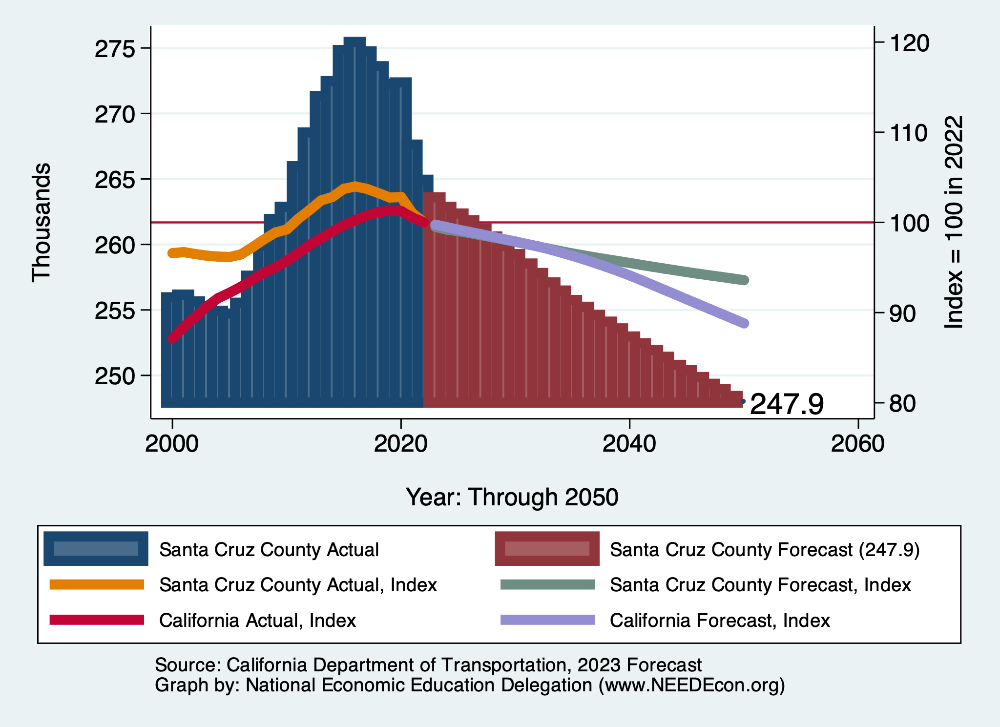 275
270
265
260
255
250
Thousands
120
110
100
90
80
Index = 100 in 2022
247.9
2000 2020 2040 2060
Year: Through 2050
Santa Cruz County Actual
Santa Cruz County Forecast (247.9)
Santa Cruz County Actual, Index
Santa Cruz County Forecast, Index
California Actual, Index
California Forecast, Index
Source: California Department of Transportation, 2023 Forecast
Graph by: National Economic Education Delegation (www.NEEDEcon.org)